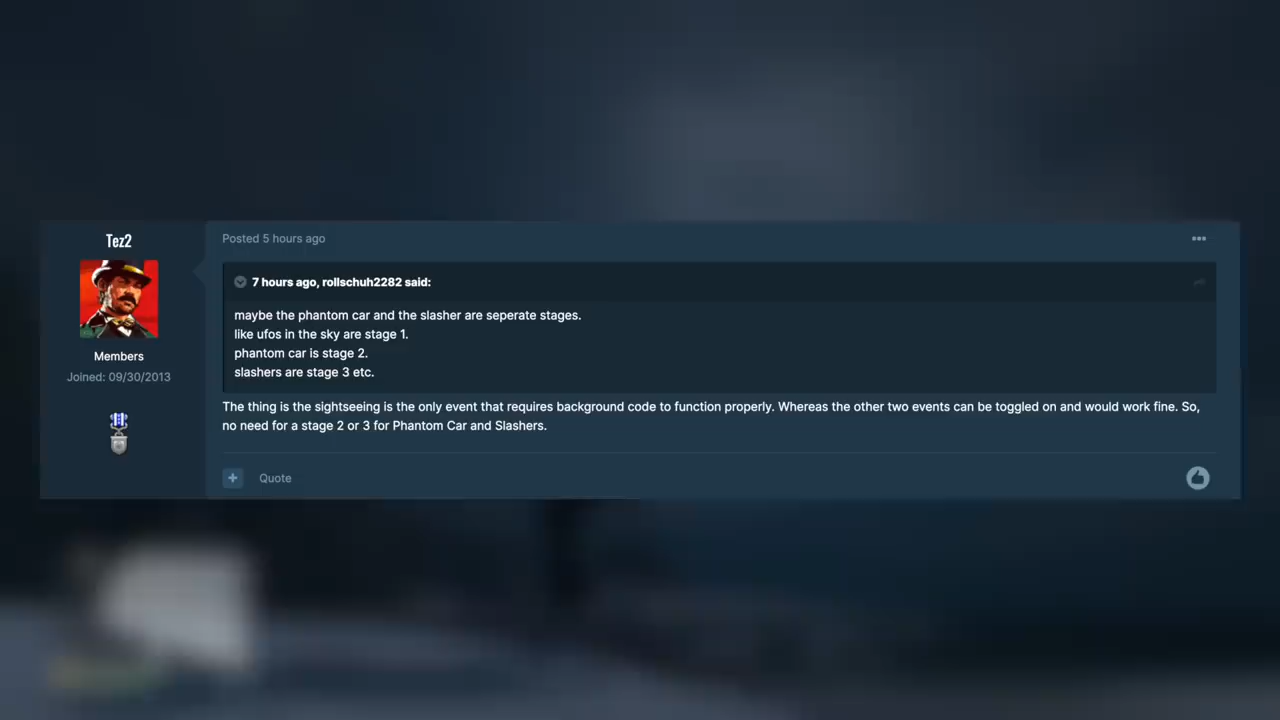 Tez2
Members
Joined: 09/30/2013
Posted 5 hours ago
7 hours ago, rollschuh2282 said:
maybe the phantom car and the slasher are seperate stages.
like ufos in the sky are stage 1.
phantom car is stage 2.
slashers are stage 3 etc.
The thing is the sightseeing is the only event that requires background code to function properly. Whereas the other two events can be toggled on and would work fine. So,
no need for a stage 2 or 3 for Phantom Car and Slashers.
+ Quote